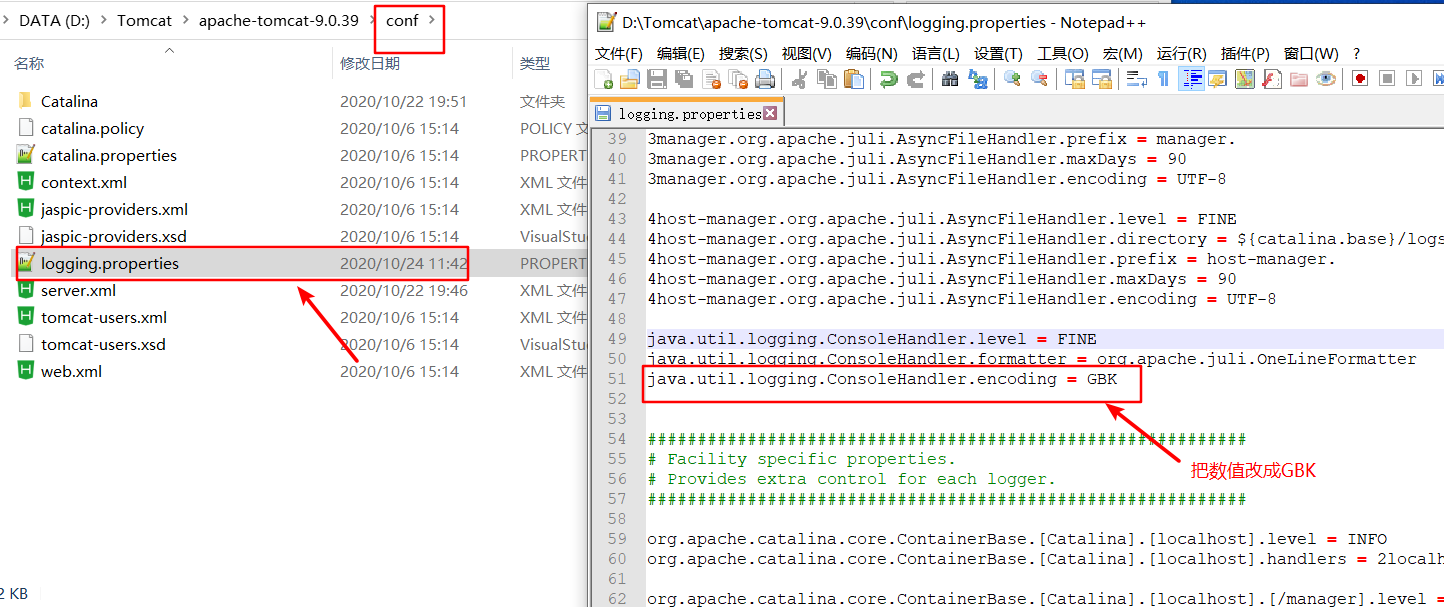 DATA (D:) > Tomcat > apache-tomcat-9.0.39 > conf >
名称 修改日期 类型
Catalina 2020/10/22 19:51 文件夹
catalina.policy 2020/10/6 15:14 POLICY 文
catalina.properties 2020/10/6 15:14 PROPERT
context.xml 2020/10/6 15:14 XML 文件
jaspic-providers.xml 2020/10/6 15:14 XML 文件
jaspic-providers.xsd 2020/10/6 15:14 VisualStu
logging.properties 2020/10/24 11:42 PROPERT
server.xml 2020/10/22 19:46 XML 文件
tomcat-users.xml 2020/10/6 15:14 XML 文件
tomcat-users.xsd 2020/10/6 15:14 VisualStu
web.xml 2020/10/6 15:14 XML 文件
2 KB
D:\Tomcat\apache-tomcat-9.0.39\conf\logging.properties - Notepad++
文件(F) 编辑(E) 搜索(S) 视图(V) 编码(N) 语言(L) 设置(T) 工具(O) 宏(M) 运行(R) 插件(P) 窗口(W) ?
logging.properties
39 3manager.org.apache.juli.AsyncFileHandler.prefix = manager.
40 3manager.org.apache.juli.AsyncFileHandler.maxDays = 90
41 3manager.org.apache.juli.AsyncFileHandler.encoding = UTF-8
42
43 4host-manager.org.apache.juli.AsyncFileHandler.level = FINE
44 4host-manager.org.apache.juli.AsyncFileHandler.directory = ${catalina.base}/logs
45 4host-manager.org.apache.juli.AsyncFileHandler.prefix = host-manager.
46 4host-manager.org.apache.juli.AsyncFileHandler.maxDays = 90
47 4host-manager.org.apache.juli.AsyncFileHandler.encoding = UTF-8
48
49 java.util.logging.ConsoleHandler.level = FINE
50 java.util.logging.ConsoleHandler.formatter = org.apache.juli.OneLineFormatter
51 java.util.logging.ConsoleHandler.encoding = GBK
52
53
54 ############################################################
55 # Facility specific properties.
56 # Provides extra control for each logger.
57 ############################################################
58
59 org.apache.catalina.core.ContainerBase.[Catalina].[localhost].level = INFO
60 org.apache.catalina.core.ContainerBase.[Catalina].[localhost].handlers = 2localh
61
62 org.apache.catalina.core.ContainerBase.[Catalina].[localhost].[/manager].level =
把数值改成GBK